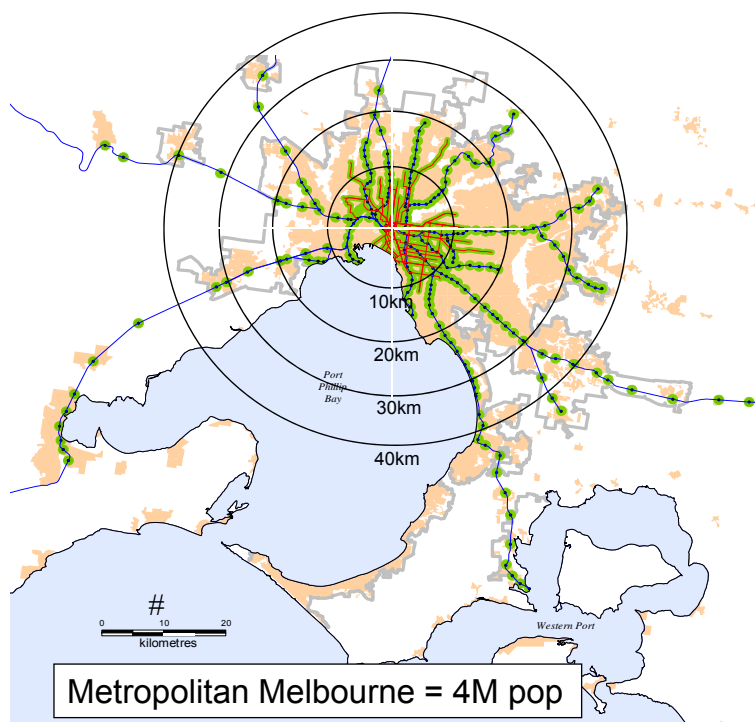 10km
20km
Port
Phillip
Bay
30km
40km
#
0 10 20
kilometres
Western Port
Metropolitan Melbourne = 4M pop